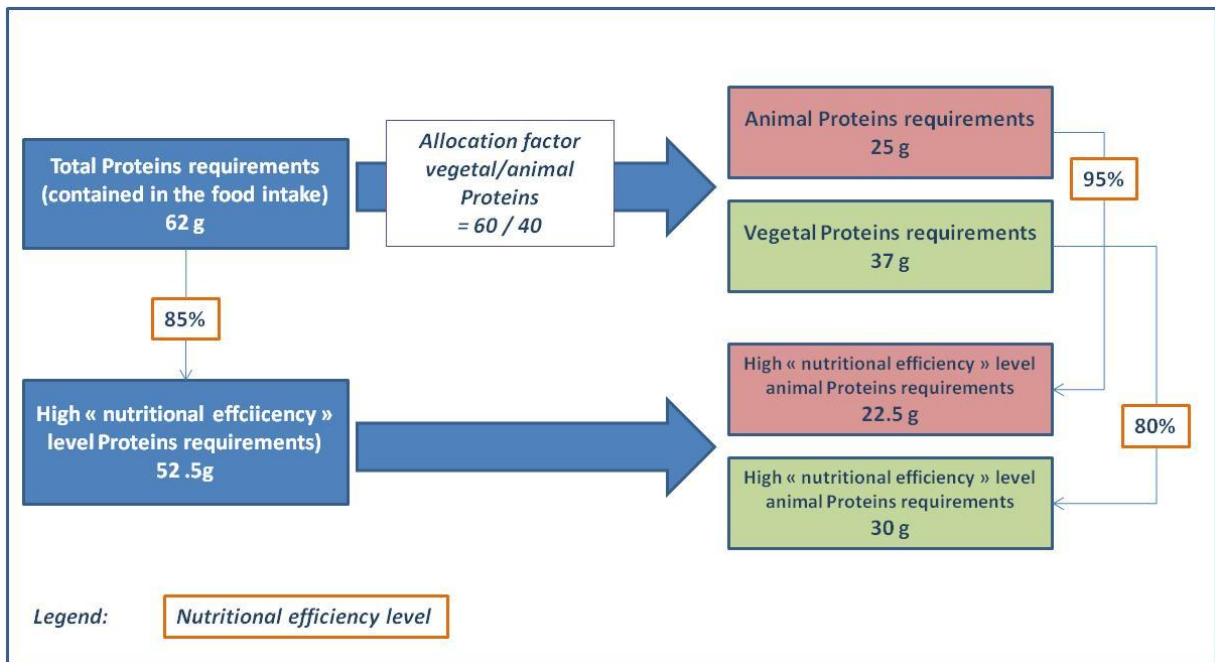 Total Proteins requirements
(contained in the food intake)
62 g
Allocation factor
vegetal/animal
Proteins
= 60 / 40
Animal Proteins requirements
25 g
95%
Vegetal Proteins requirements
37 g
85%
High « nutritional effciicency »
level Proteins requirements)
52 .5g
High « nutritional efficiency » level
animal Proteins requirements
22.5 g
80%
High « nutritional efficiency » level
animal Proteins requirements
30 g
Legend:
Nutritional efficiency level